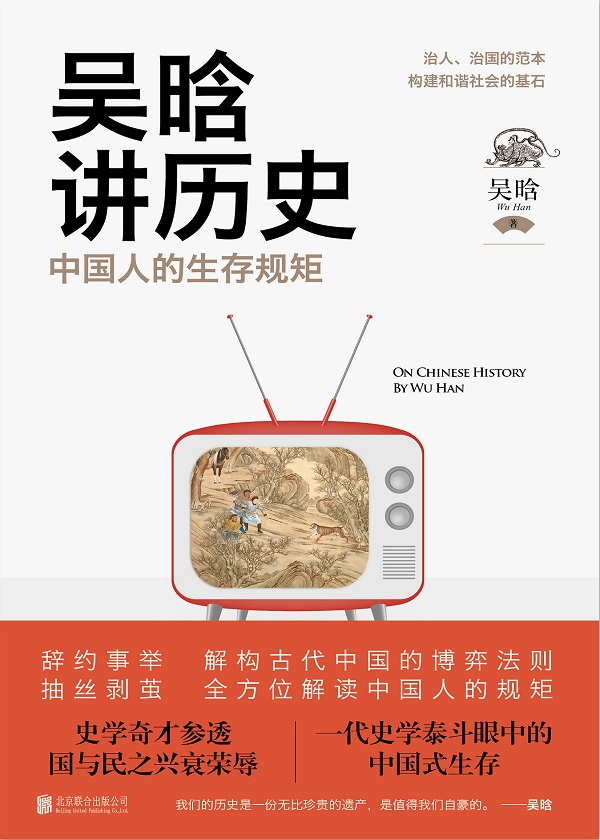 吴晗
讲历史
中国人的生存规矩
治人、治国的范本
构建和谐社会的基石
吴晗
Wu Han
著
ON CHINESE HISTORY
BY WU HAN
辞约事举 解构古代中国的博弈法则
抽丝剥茧 全方位解读中国人的规矩
史学奇才参透
国与民之兴衰荣辱
一代史学泰斗眼中的
中国式生存
北京联合出版公司
Beijing United Publishing Co.,Ltd.
我们的历史是一份无比珍贵的遗产，是值得我们自豪的。 ——吴晗